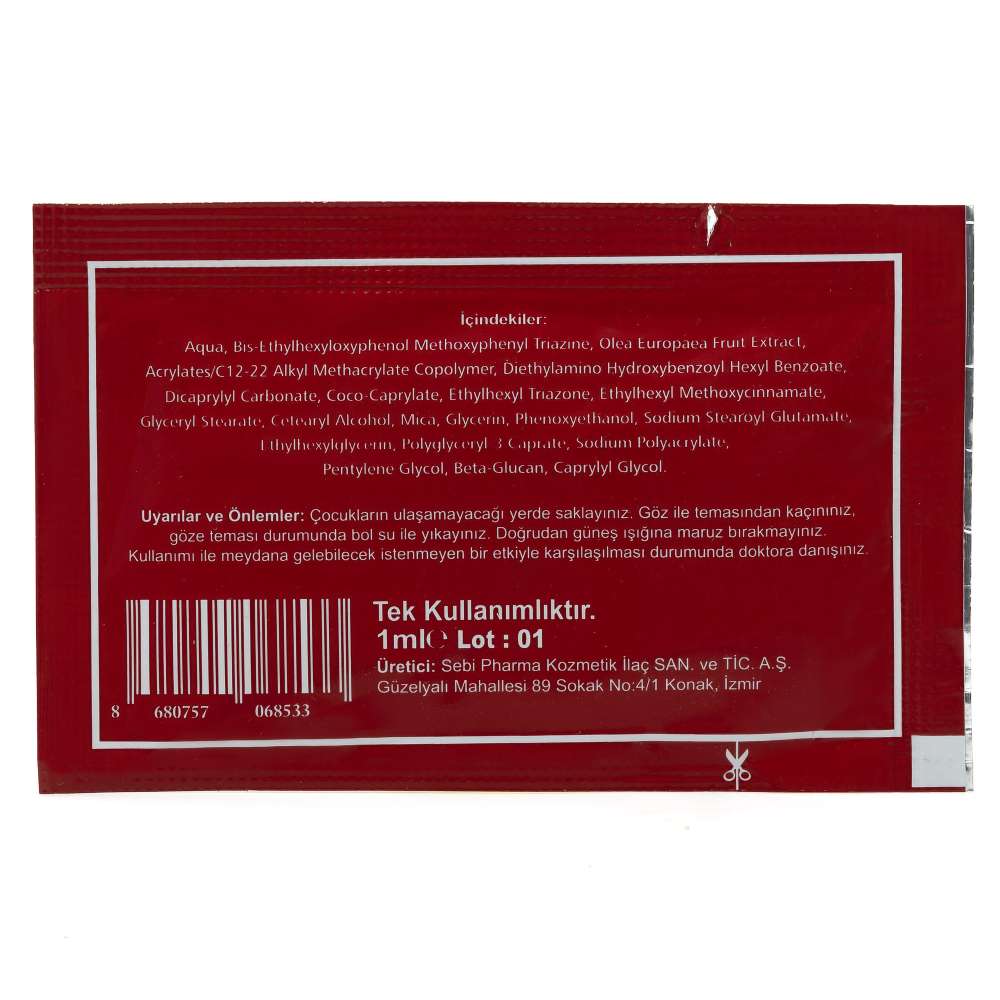 İçindekiler:
Aqua, Bis-Ethylhexyloxyphenol Methoxyphenyl Triazine, Olea Europaea Fruit Extract,
Acrylates/C12-22 Alkyl Methacrylate Copolymer, Diethylamino Hydroxybenzoyl Hexyl Benzoate,
Dicaprylyl Carbonate, Coco-Caprylate, Ethylhexyl Triazone, Ethylhexyl Methoxycinnamate,
Glyceryl Stearate, Cetearyl Alcohol, Mica, Glycerin, Phenoxyethanol, Sodium Stearoyl Glutamate,
Ethylhexylglycerin, Polyglyceryl 3 Caprate, Sodium Polyacrylate,
Pentylene Glycol, Beta-Glucan, Caprylyl Glycol.
Uyarılar ve Önlemler: Çocukların ulaşamayacağı yerde saklayınız. Göz ile temasından kaçınınız,
göze teması durumunda bol su ile yıkayınız. Doğrudan güneş ışığına maruz bırakmayınız.
Kullanımı ile meydana gelebilecek istenmeyen bir etkiyle karşılaşılması durumunda doktora danışınız.
Tek Kullanımlıktır.
1ml℮ Lot : 01
Üretici: Sebi Pharma Kozmetik İlaç SAN. ve TİC. A.Ş.
Güzelyalı Mahallesi 89 Sokak No:4/1 Konak, İzmir
8 680757 068533